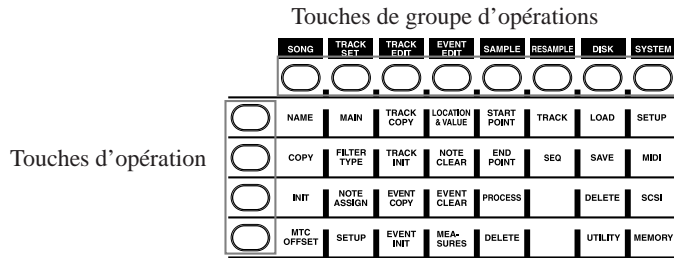 Touches de groupe d’opérations
SONG TRACK SET TRACK EDIT EVENT EDIT SAMPLE RESAMPLE DISK SYSTEM
NAME MAIN TRACK COPY LOCATION & VALUE START POINT TRACK LOAD SETUP
Touches d’opération
COPY FILTER TYPE TRACK INIT NOTE CLEAR END POINT SEQ SAVE MIDI
INIT NOTE ASSIGN EVENT COPY EVENT CLEAR PROCESS DELETE SCSI
MTC OFFSET SETUP EVENT INIT MEA- SURES DELETE UTILITY MEMORY